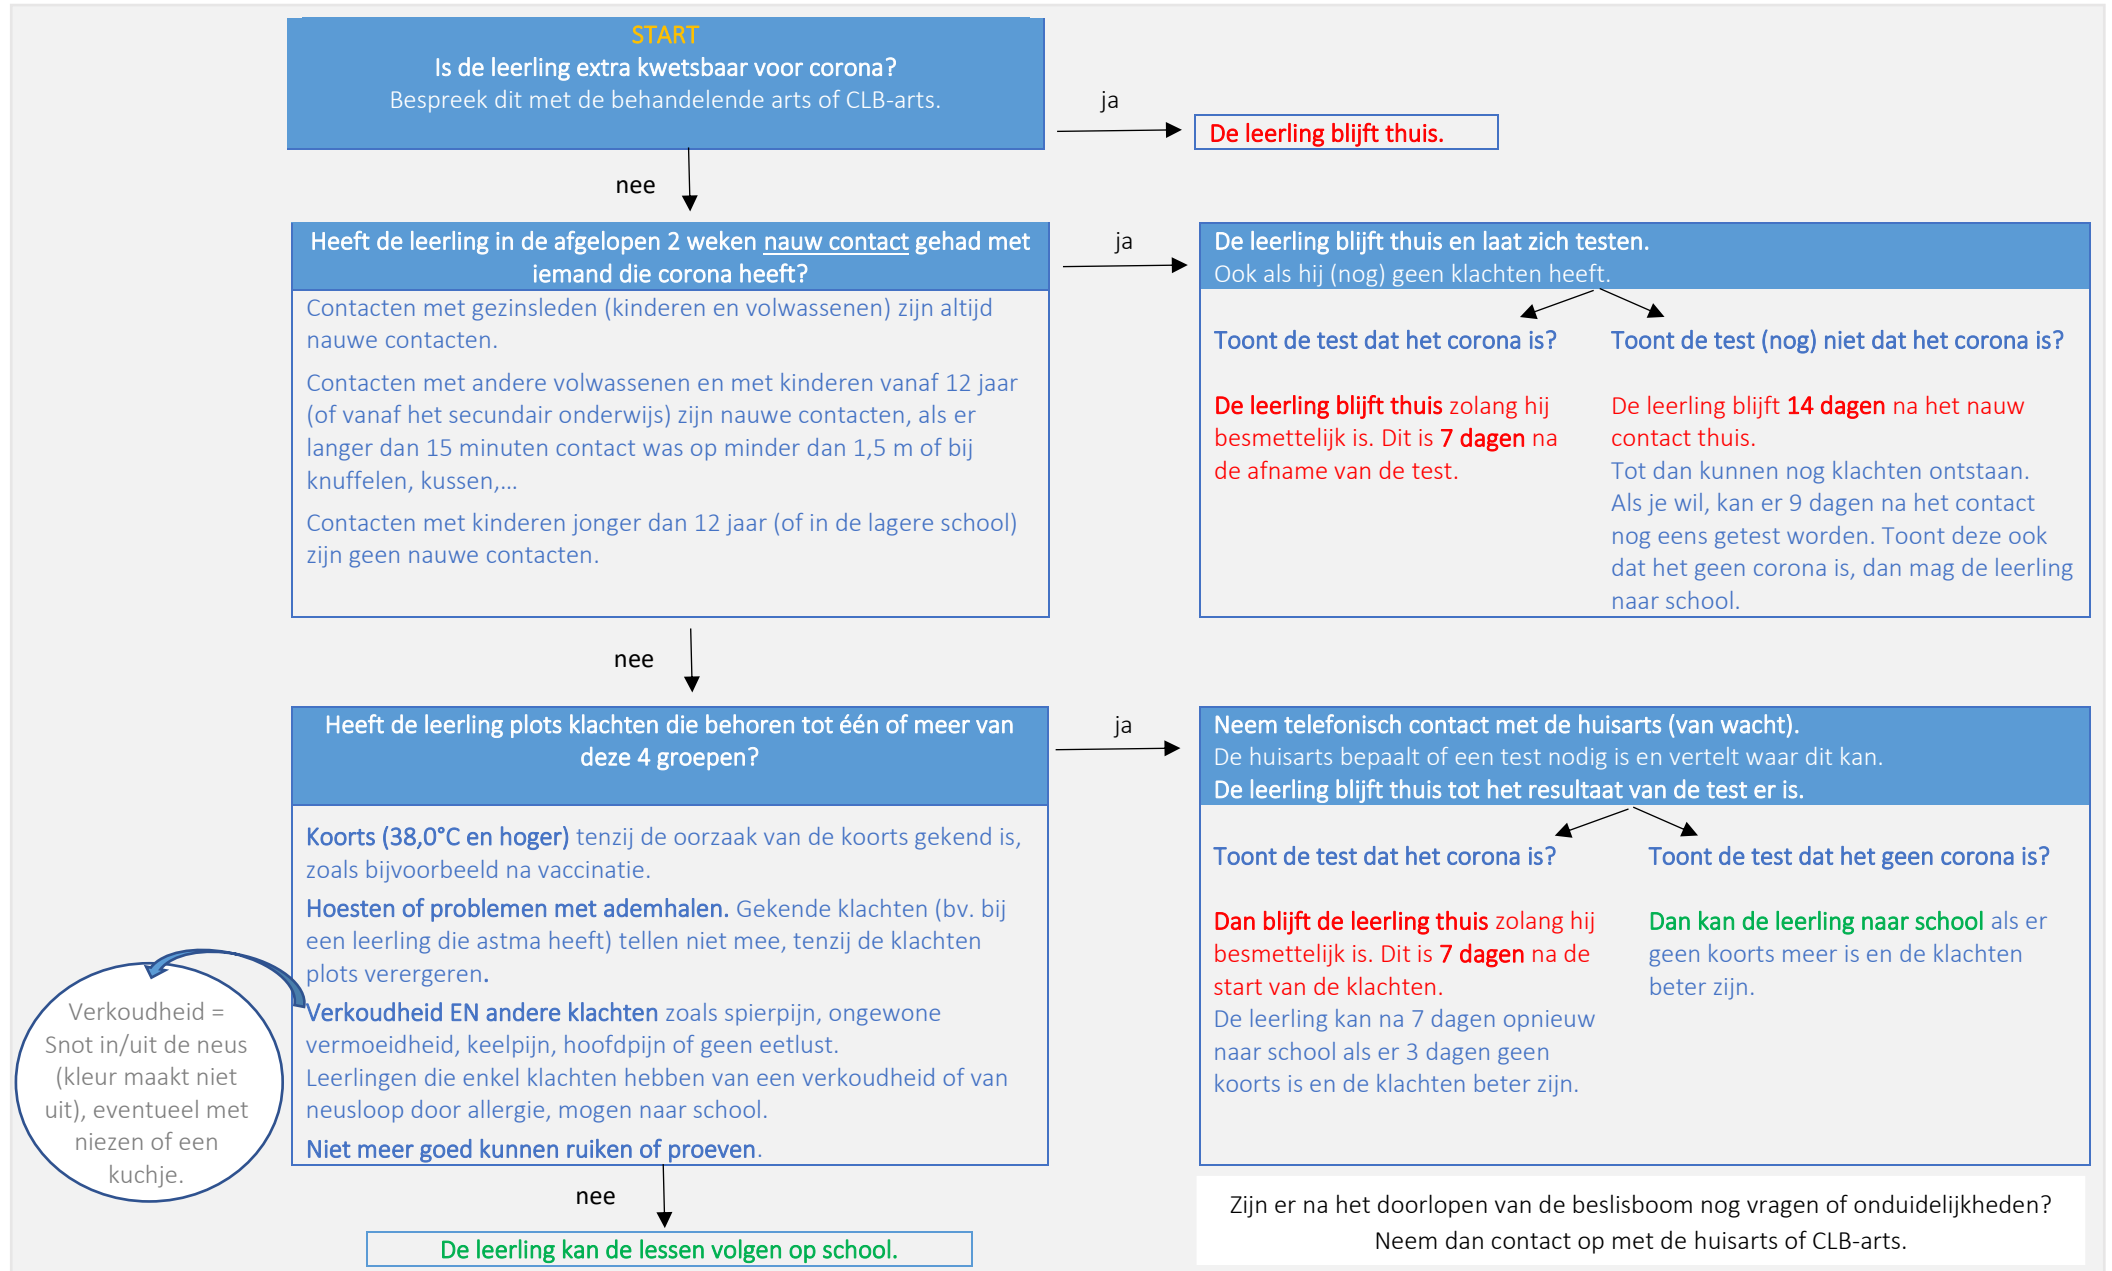 START
Is de leerling extra kwetsbaar voor corona?
Bespreek dit met de behandelende arts of CLB-arts.
ja
De leerling blijft thuis.
nee
Heeft de leerling in de afgelopen 2 weken nauw contact gehad met
iemand die corona heeft?
Contacten met gezinsleden (kinderen en volwassenen) zijn altijd
nauwe contacten.
Contacten met andere volwassenen en met kinderen vanaf 12 jaar
(of vanaf het secundair onderwijs) zijn nauwe contacten, als er
langer dan 15 minuten contact was op minder dan 1,5 m of bij
knuffelen, kussen,...
Contacten met kinderen jonger dan 12 jaar (of in de lagere school)
zijn geen nauwe contacten.
ja
De leerling blijft thuis en laat zich testen.
Ook als hij (nog) geen klachten heeft.
Toont de test dat het corona is?
De leerling blijft thuis zolang hij
besmettelijk is. Dit is 7 dagen na
de afname van de test.
Toont de test (nog) niet dat het corona is?
De leerling blijft 14 dagen na het nauw
contact thuis.
Tot dan kunnen nog klachten ontstaan.
Als je wil, kan er 9 dagen na het contact
nog eens getest worden. Toont deze ook
dat het geen corona is, dan mag de leerling
naar school.
nee
Heeft de leerling plots klachten die behoren tot één of meer van
deze 4 groepen?
Koorts (38,0°C en hoger) tenzij de oorzaak van de koorts gekend is,
zoals bijvoorbeeld na vaccinatie.
Hoesten of problemen met ademhalen. Gekende klachten (bv. bij
een leerling die astma heeft) tellen niet mee, tenzij de klachten
plots verergeren.
Verkoudheid EN andere klachten zoals spierpijn, ongewone
vermoeidheid, keelpijn, hoofdpijn of geen eetlust.
Leerlingen die enkel klachten hebben van een verkoudheid of van
neusloop door allergie, mogen naar school.
Niet meer goed kunnen ruiken of proeven.
Verkoudheid =
Snot in/uit de neus
(kleur maakt niet
uit), eventueel met
niezen of een
kuchje.
ja
Neem telefonisch contact met de huisarts (van wacht).
De huisarts bepaalt of een test nodig is en vertelt waar dit kan.
De leerling blijft thuis tot het resultaat van de test er is.
Toont de test dat het corona is?
Dan blijft de leerling thuis zolang hij
besmettelijk is. Dit is 7 dagen na de
start van de klachten.
De leerling kan na 7 dagen opnieuw
naar school als er 3 dagen geen
koorts is en de klachten beter zijn.
Toont de test dat het geen corona is?
Dan kan de leerling naar school als er
geen koorts meer is en de klachten
beter zijn.
nee
De leerling kan de lessen volgen op school.
Zijn er na het doorlopen van de beslisboom nog vragen of onduidelijkheden?
Neem dan contact op met de huisarts of CLB-arts.